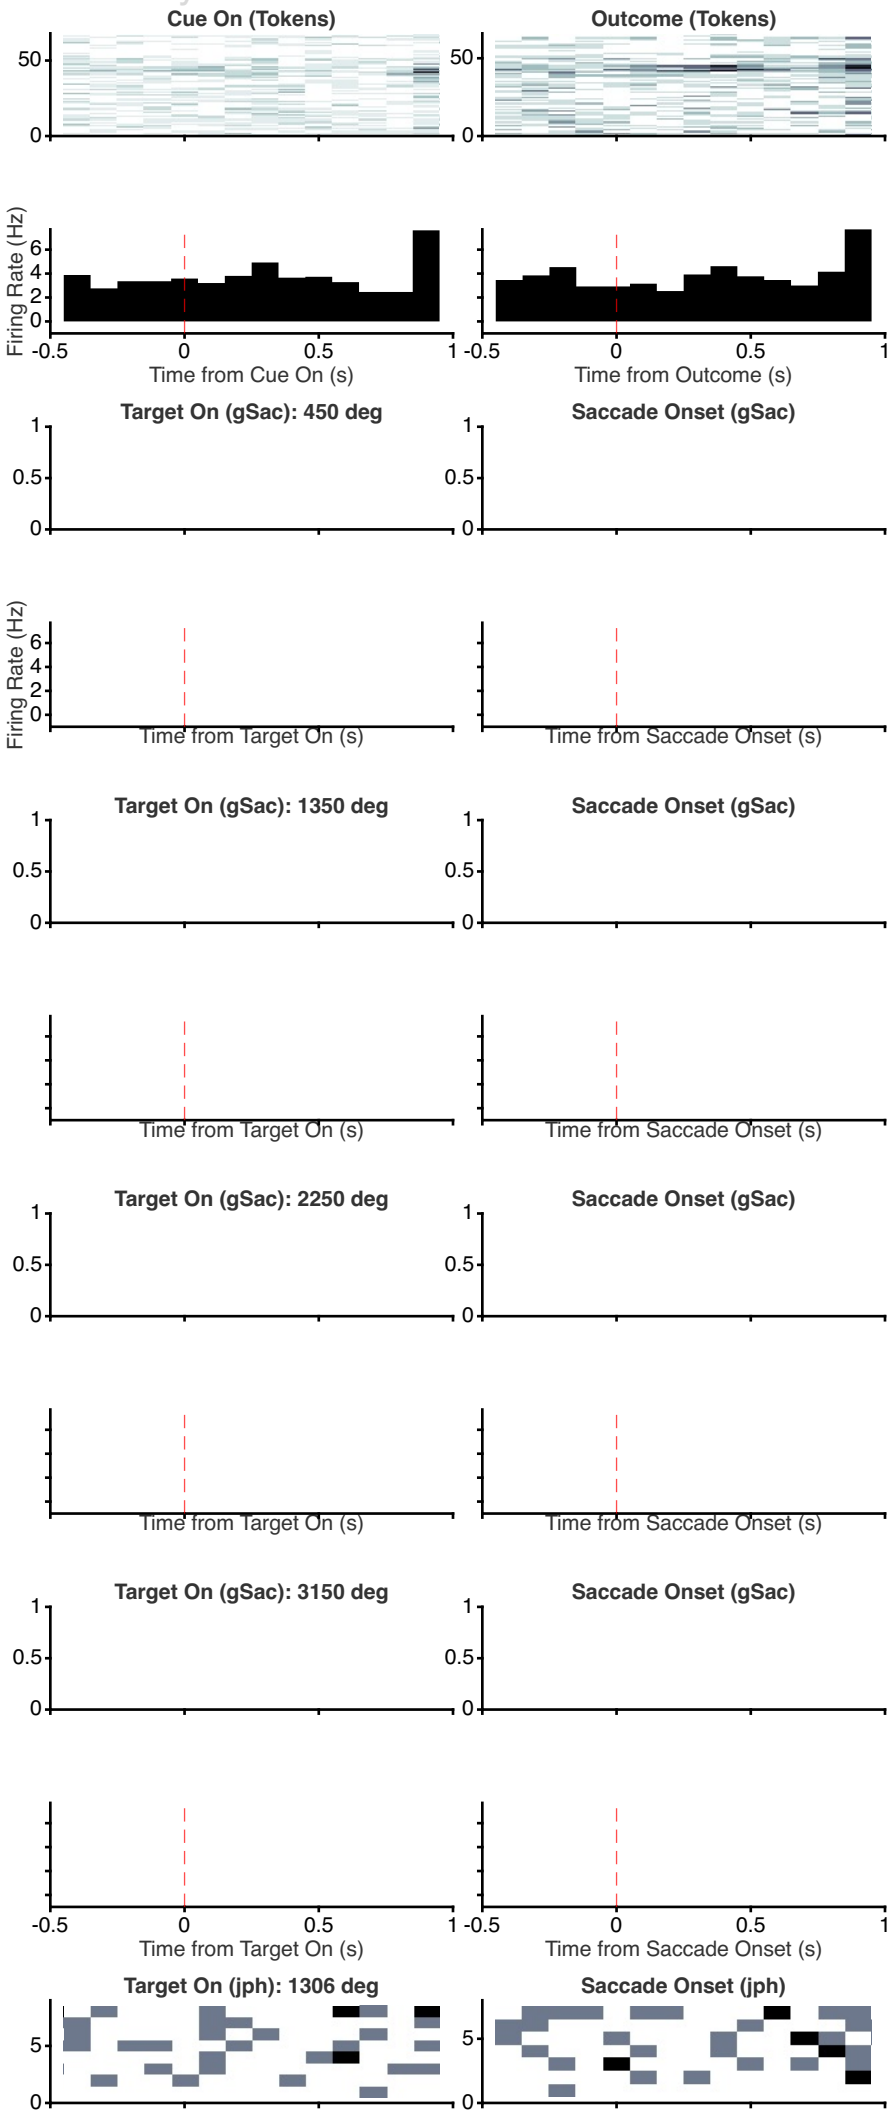 Cue On (Tokens)
Outcome (Tokens)
50
0
50
0
Firing Rate (Hz)
6
4
2
0
-0.5
0
0.5
1
-0.5
0
0.5
1
Time from Cue On (s)
Time from Outcome (s)
Target On (gSac): 450 deg
Saccade Onset (gSac)
1
0.5
0
1
0.5
0
Firing Rate (Hz)
6
4
2
0
Time from Target On (s)
Time from Saccade Onset (s)
Target On (gSac): 1350 deg
Saccade Onset (gSac)
1
0.5
0
1
0.5
0
Time from Target On (s)
Time from Saccade Onset (s)
Target On (gSac): 2250 deg
Saccade Onset (gSac)
1
0.5
0
1
0.5
0
Time from Target On (s)
Time from Saccade Onset (s)
Target On (gSac): 3150 deg
Saccade Onset (gSac)
1
0.5
0
1
0.5
0
-0.5
0
0.5
1
-0.5
0
0.5
1
Time from Target On (s)
Time from Saccade Onset (s)
Target On (jph): 1306 deg
Saccade Onset (jph)
5
0
5
0